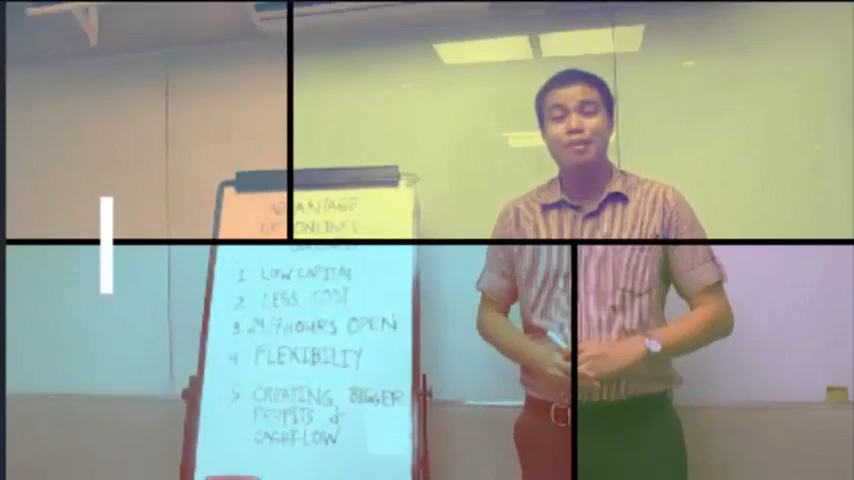 ADVANTAGE
OF ONLINE
1 LOW CAPITAL
2 LESS COST
3. 24/7 HOURS OPEN
4 FLEXIBILIY
5 CREATING BIGGER
PROFITS &
CASHFLOW